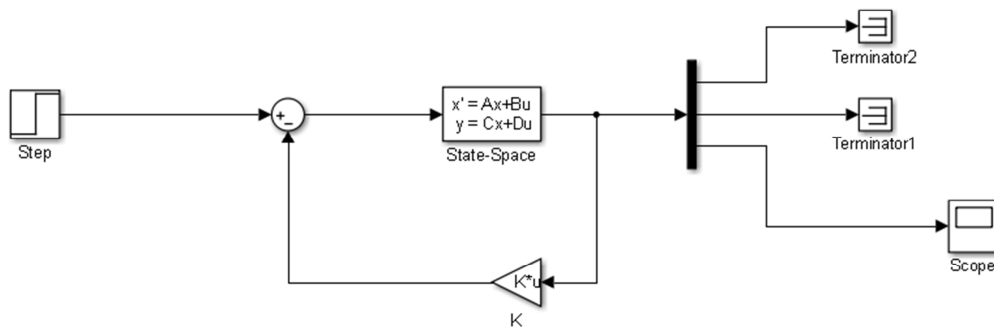 Terminator2
+
−
x' = Ax+Bu
y = Cx+Du
Step
State-Space
Terminator1
K*u
Scope
K